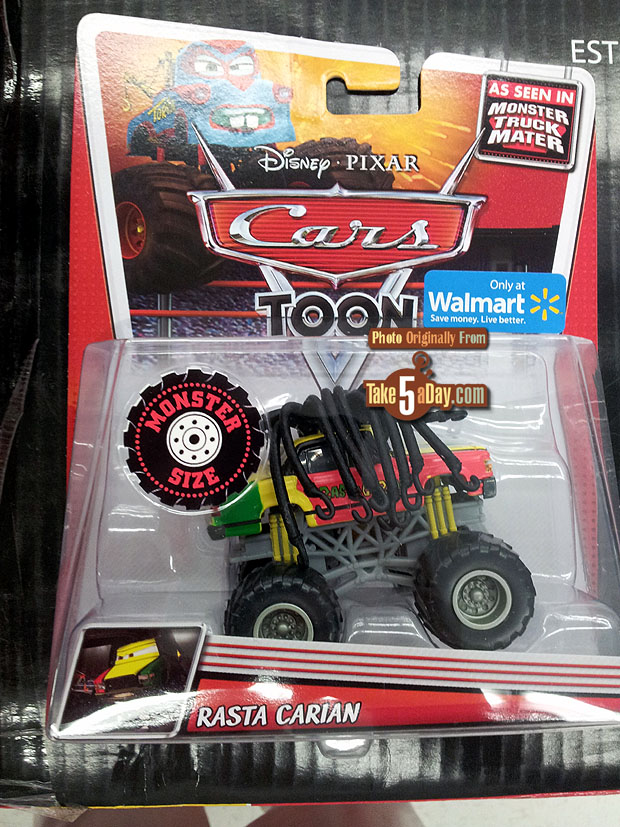 EST
AS SEEN IN
MONSTER
TRUCK
MATER
DISNEY · PIXAR
Cars
TOON
Only at
Walmart
Save money. Live better.
Photo Originally From
Take 5 aDay.com
MONSTER
SIZE
RASTA CARIAN